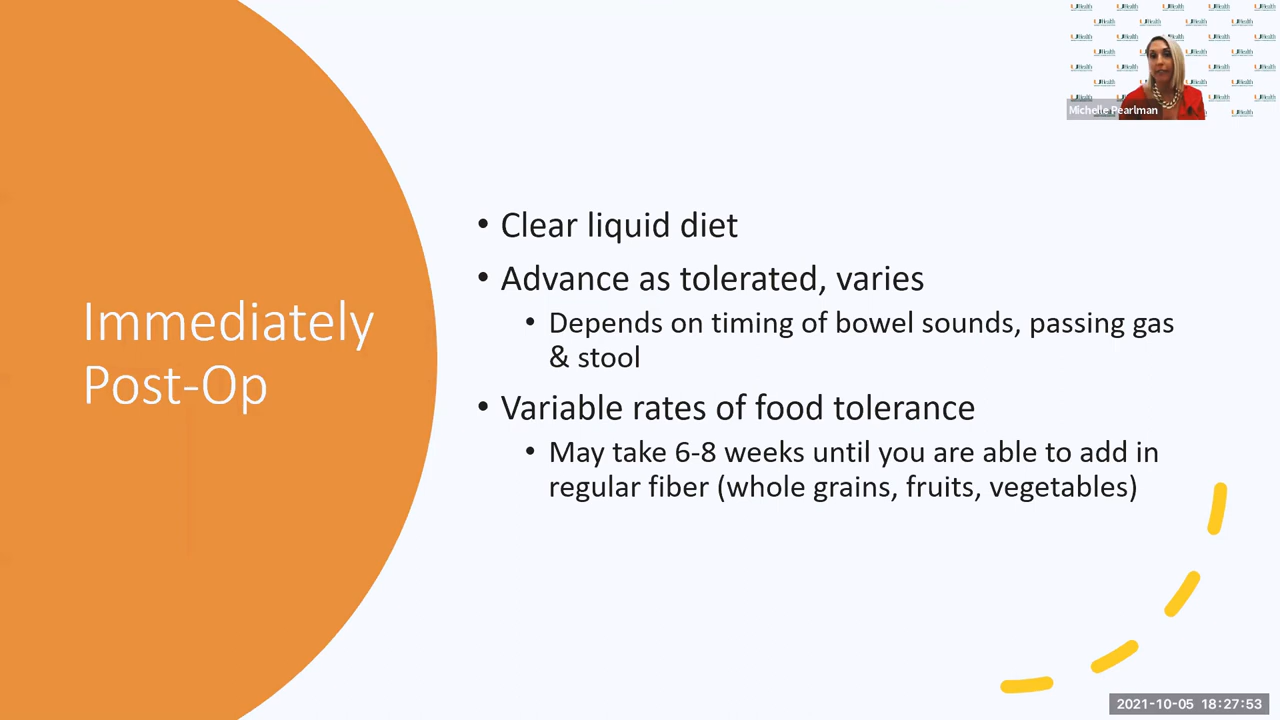 Immediately
Post-Op
• Clear liquid diet
• Advance as tolerated, varies
• Depends on timing of bowel sounds, passing gas
& stool
• Variable rates of food tolerance
• May take 6-8 weeks until you are able to add in
regular fiber (whole grains, fruits, vegetables)
Michelle Pearlman
2021-10-05 18:27:53